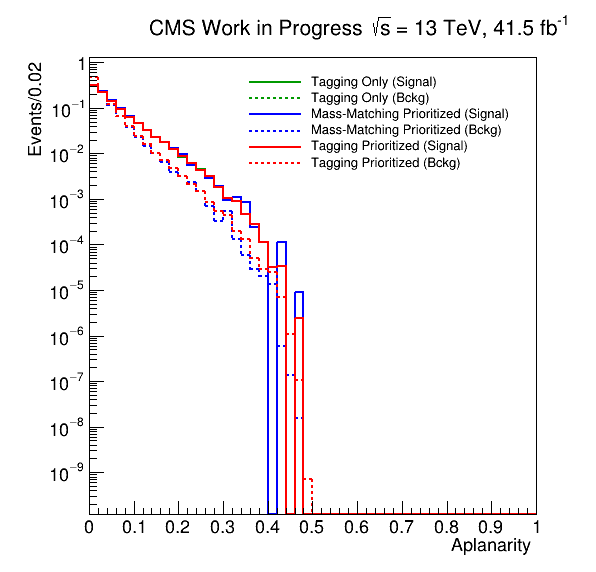 CMS Work in Progress √s = 13 TeV, 41.5 fb⁻¹
Events/0.02
Tagging Only (Signal)
Tagging Only (Bckg)
Mass-Matching Prioritized (Signal)
Mass-Matching Prioritized (Bckg)
Tagging Prioritized (Signal)
Tagging Prioritized (Bckg)
1
10⁻¹
10⁻²
10⁻³
10⁻⁴
10⁻⁵
10⁻⁶
10⁻⁷
10⁻⁸
10⁻⁹
0 0.1 0.2 0.3 0.4 0.5 0.6 0.7 0.8 0.9 1
Aplanarity